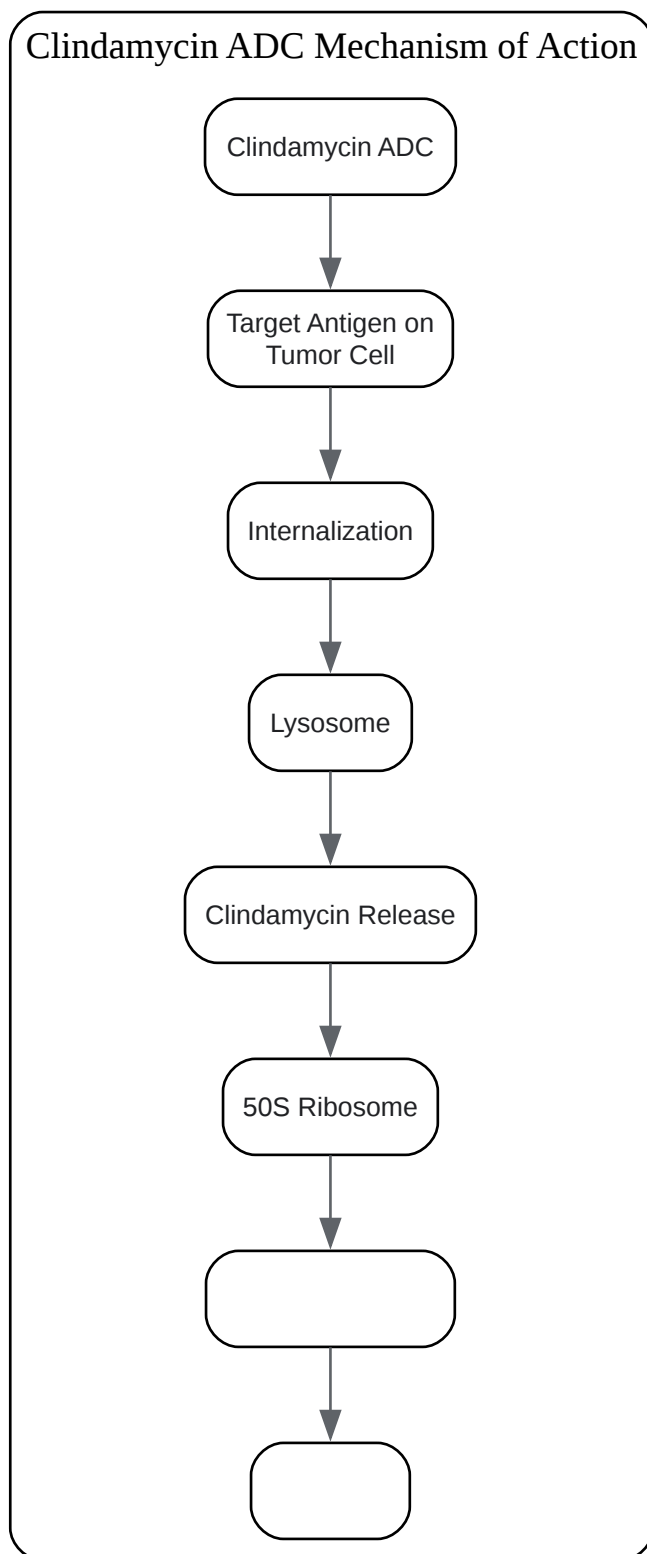 Clindamycin ADC Mechanism of Action
Clindamycin ADC
Target Antigen on
Tumor Cell
Internalization
Lysosome
Clindamycin Release
50S Ribosome